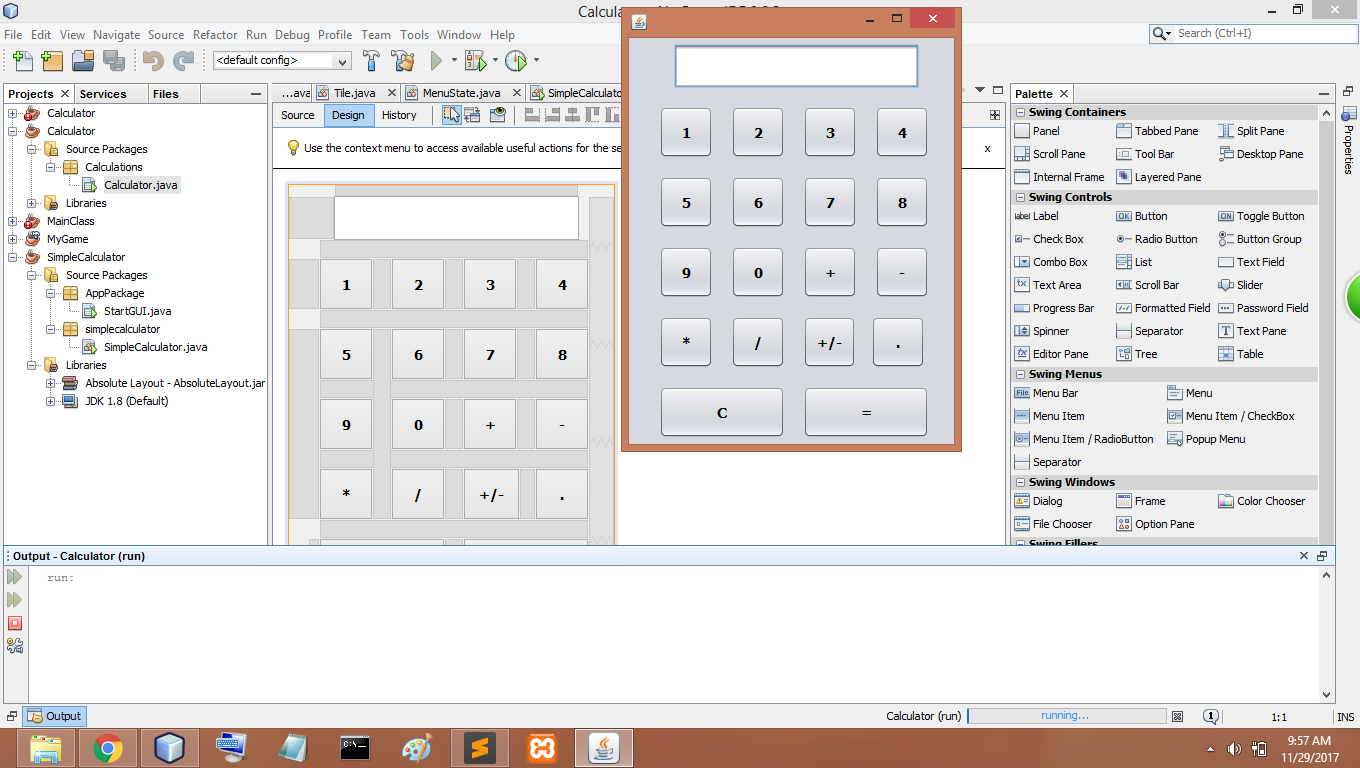 Calcula
File Edit View Navigate Source Refactor Run Debug Profile Team Tools Window Help
Search (Ctrl+I)
<default config>
Projects Services Files
Calculator
Calculator
Source Packages
Calculations
Calculator.java
Libraries
MainClass
MyGame
SimpleCalculator
Source Packages
AppPackage
StartGUI.java
simplecalculator
SimpleCalculator.java
Libraries
Absolute Layout - AbsoluteLayout.jar
JDK 1.8 (Default)
...ava Tile.java MenuState.java SimpleCalculato
Source Design History
Use the context menu to access available useful actions for the se
x
1 2 3 4
5 6 7 8
9 0 + -
* / +/- .
1 2 3 4
5 6 7 8
9 0 + -
* / +/- .
C =
Palette
Swing Containers
Panel Tabbed Pane Split Pane
Scroll Pane Tool Bar Desktop Pane
Internal Frame Layered Pane
Swing Controls
label Label OK Button ON Toggle Button
Check Box Radio Button Button Group
Combo Box List Text Field
Text Area Scroll Bar Slider
Progress Bar Formatted Field Password Field
Spinner Separator Text Pane
Editor Pane Tree Table
Swing Menus
File Menu Bar Menu
Menu Item Menu Item / CheckBox
Menu Item / RadioButton Popup Menu
Separator
Swing Windows
Dialog Frame Color Chooser
File Chooser Option Pane
Swing Fillers
Properties
Output - Calculator (run)
run:
Output
Calculator (run) running... 1 1:1 INS
9:57 AM
11/29/2017